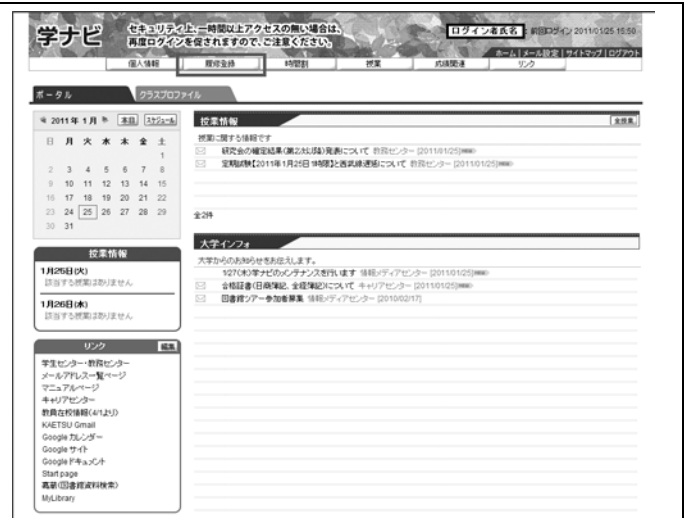 学ナビ
セキュリティ上、一時間以上アクセスの無い場合は、
再度ログインを促されますので、ご注意ください。
ログイン者氏名 前回ログイン 2011/01/25 15:50
ホーム | メール設定 | サイトマップ | ログアウト
個人情報 履修登録 時間割 授業 成績関連 リンク
ポータル クラスプロファイル
2011年 1月 本日 スケジュール
日 月 火 水 木 金 土
1
2 3 4 5 6 7 8
9 10 11 12 13 14 15
16 17 18 19 20 21 22
23 24 25 26 27 28 29
30 31
授業情報
1月25日(火)
該当する授業はありません
1月26日(水)
該当する授業はありません
リンク 編集
学生センター・教務センター
メールアドレス一覧ページ
マニュアルページ
キャリアセンター
教員在校情報(4/1より)
KAETSU Gmail
Google カレンダー
Google サイト
Google ドキュメント
Start page
蔵書(図書館資料検索)
MyLibrary
授業情報 全授業
授業に関する情報です
研究会の確定結果(第2次以降)発表について 教務センター [2011/01/25]
定期試験【2011年1月25日 1時限】と西武線遅延について 教務センター [2011/01/25]
全2件
大学インフォ
大学からのお知らせをお伝えします。
1/27(木)学ナビのメンテナンスを行います 情報メディアセンター [2011/01/25]
合格証書(日商簿記、全経簿記)について キャリアセンター [2011/01/25]
図書館ツアー参加者募集 情報メディアセンター [2010/02/17]